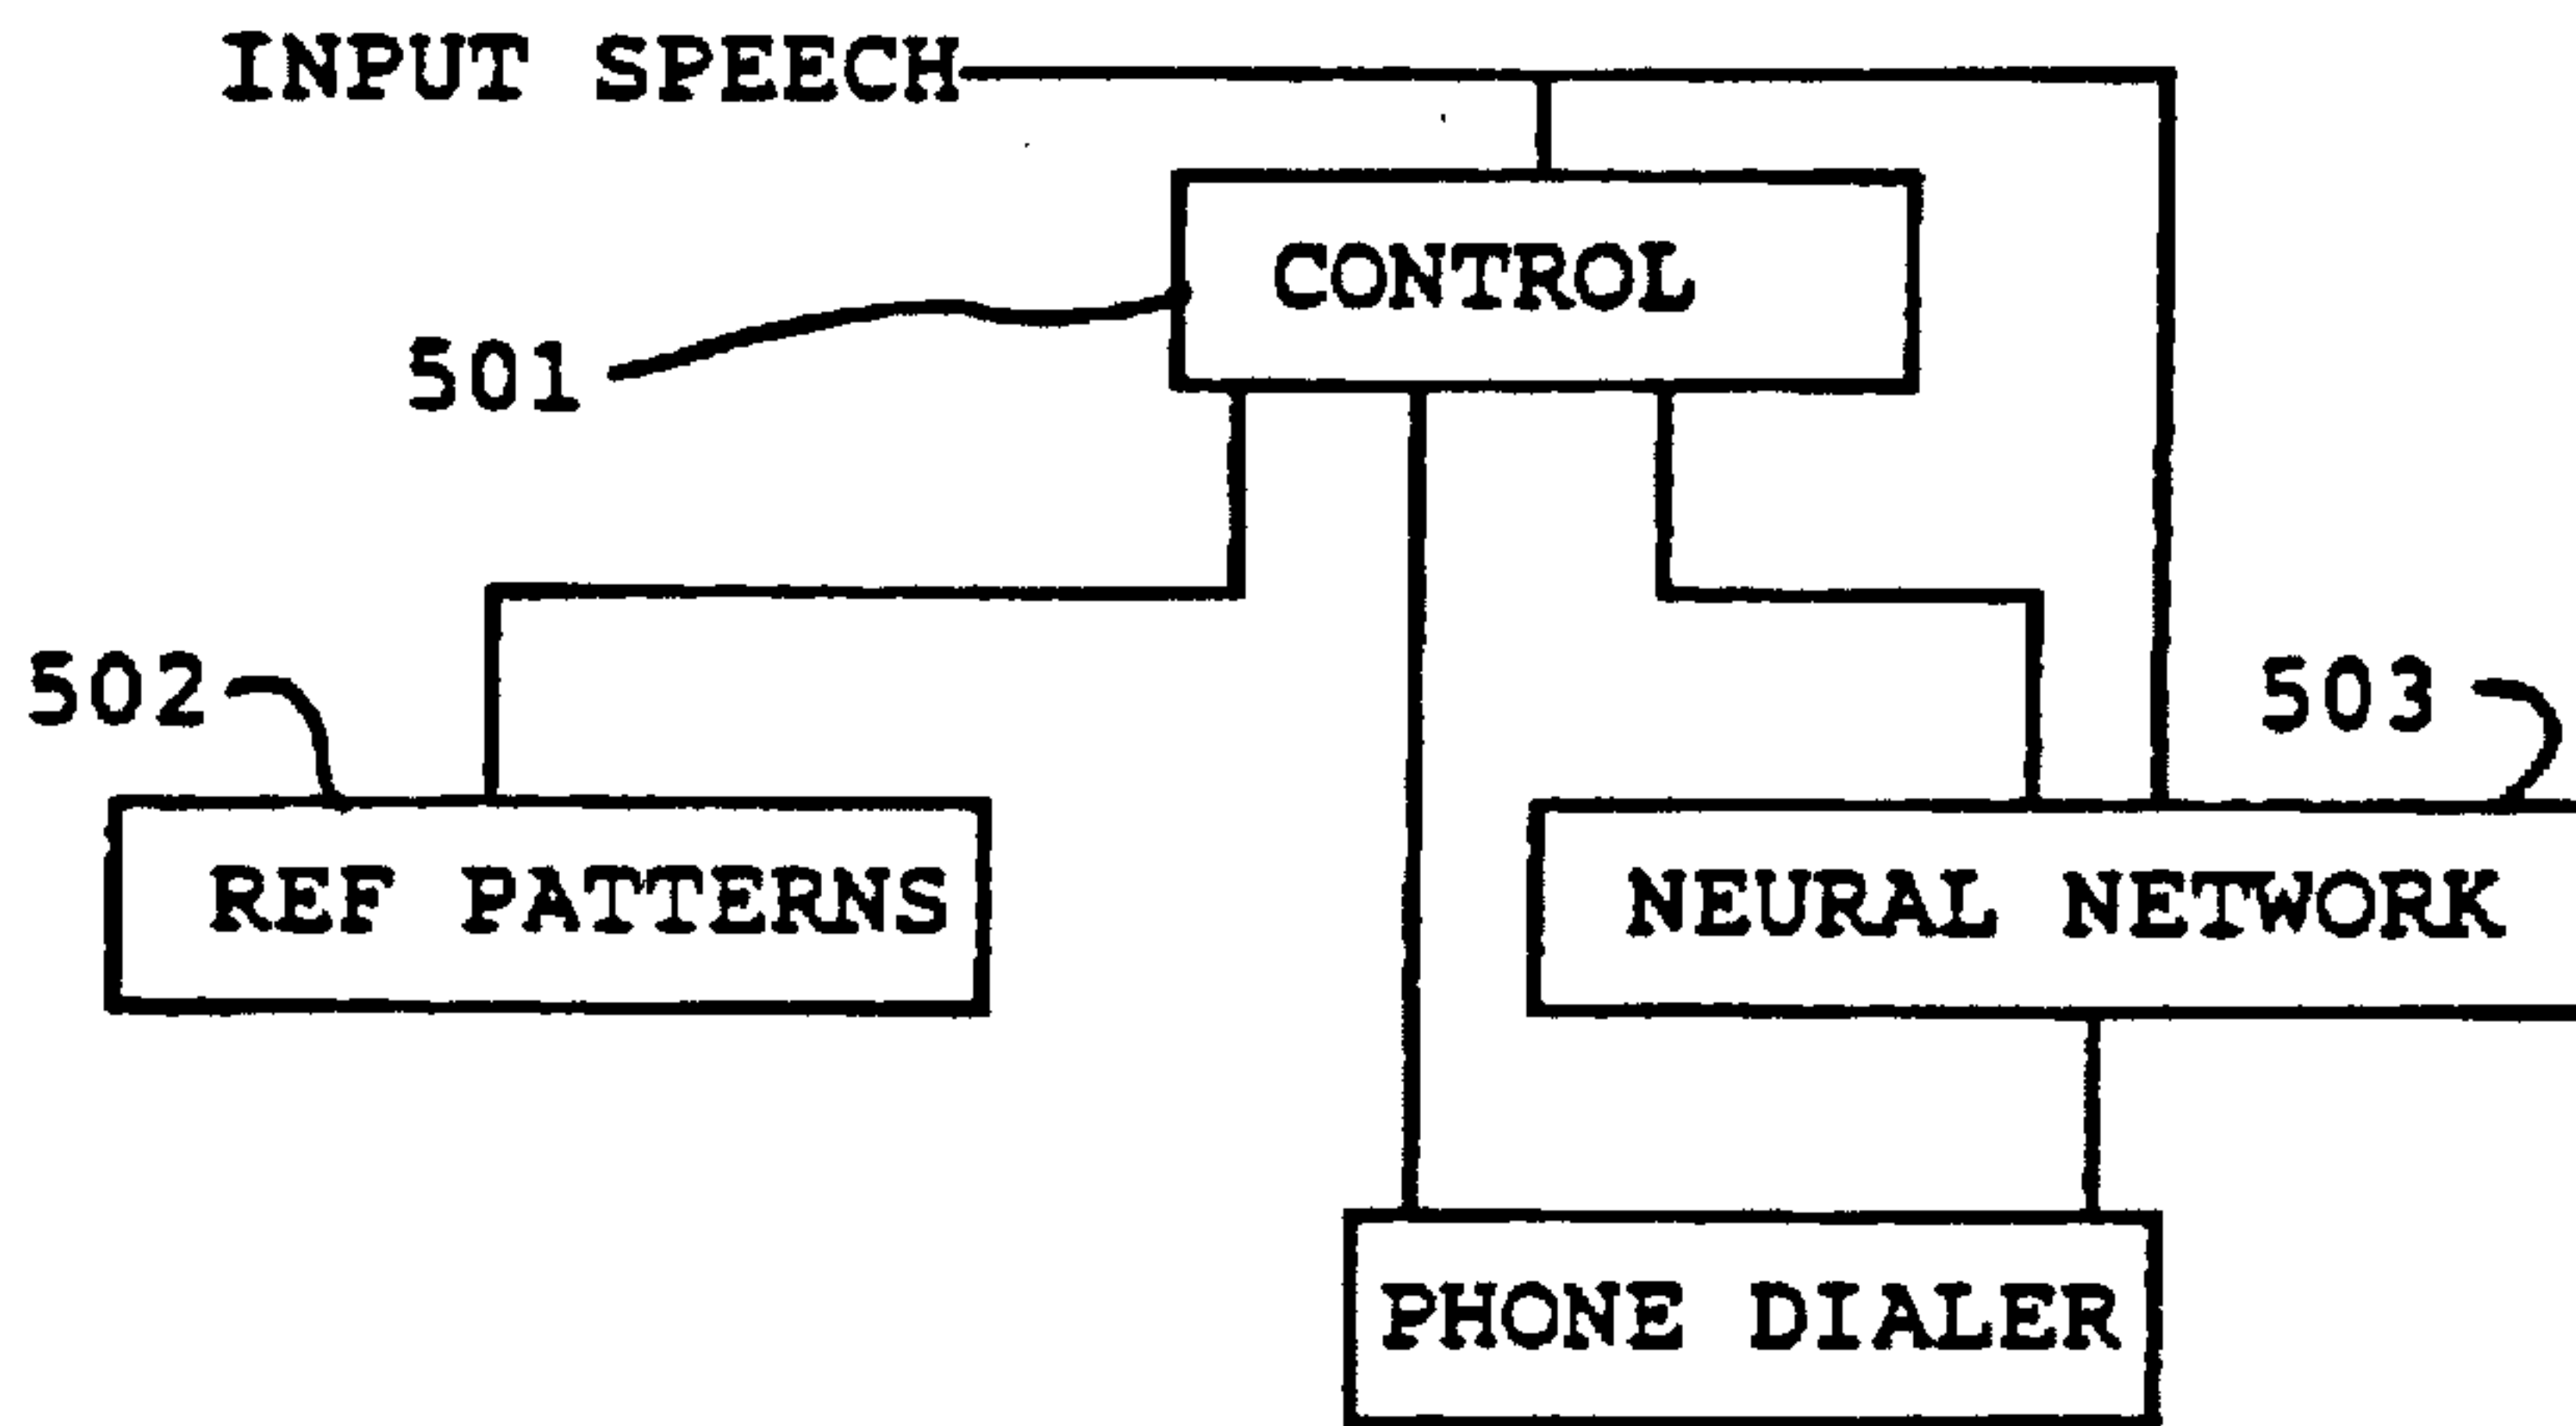 INPUT SPEECH
CONTROL
501
502
503
REF PATTERNS
NEURAL NETWORK
PHONE DIALER